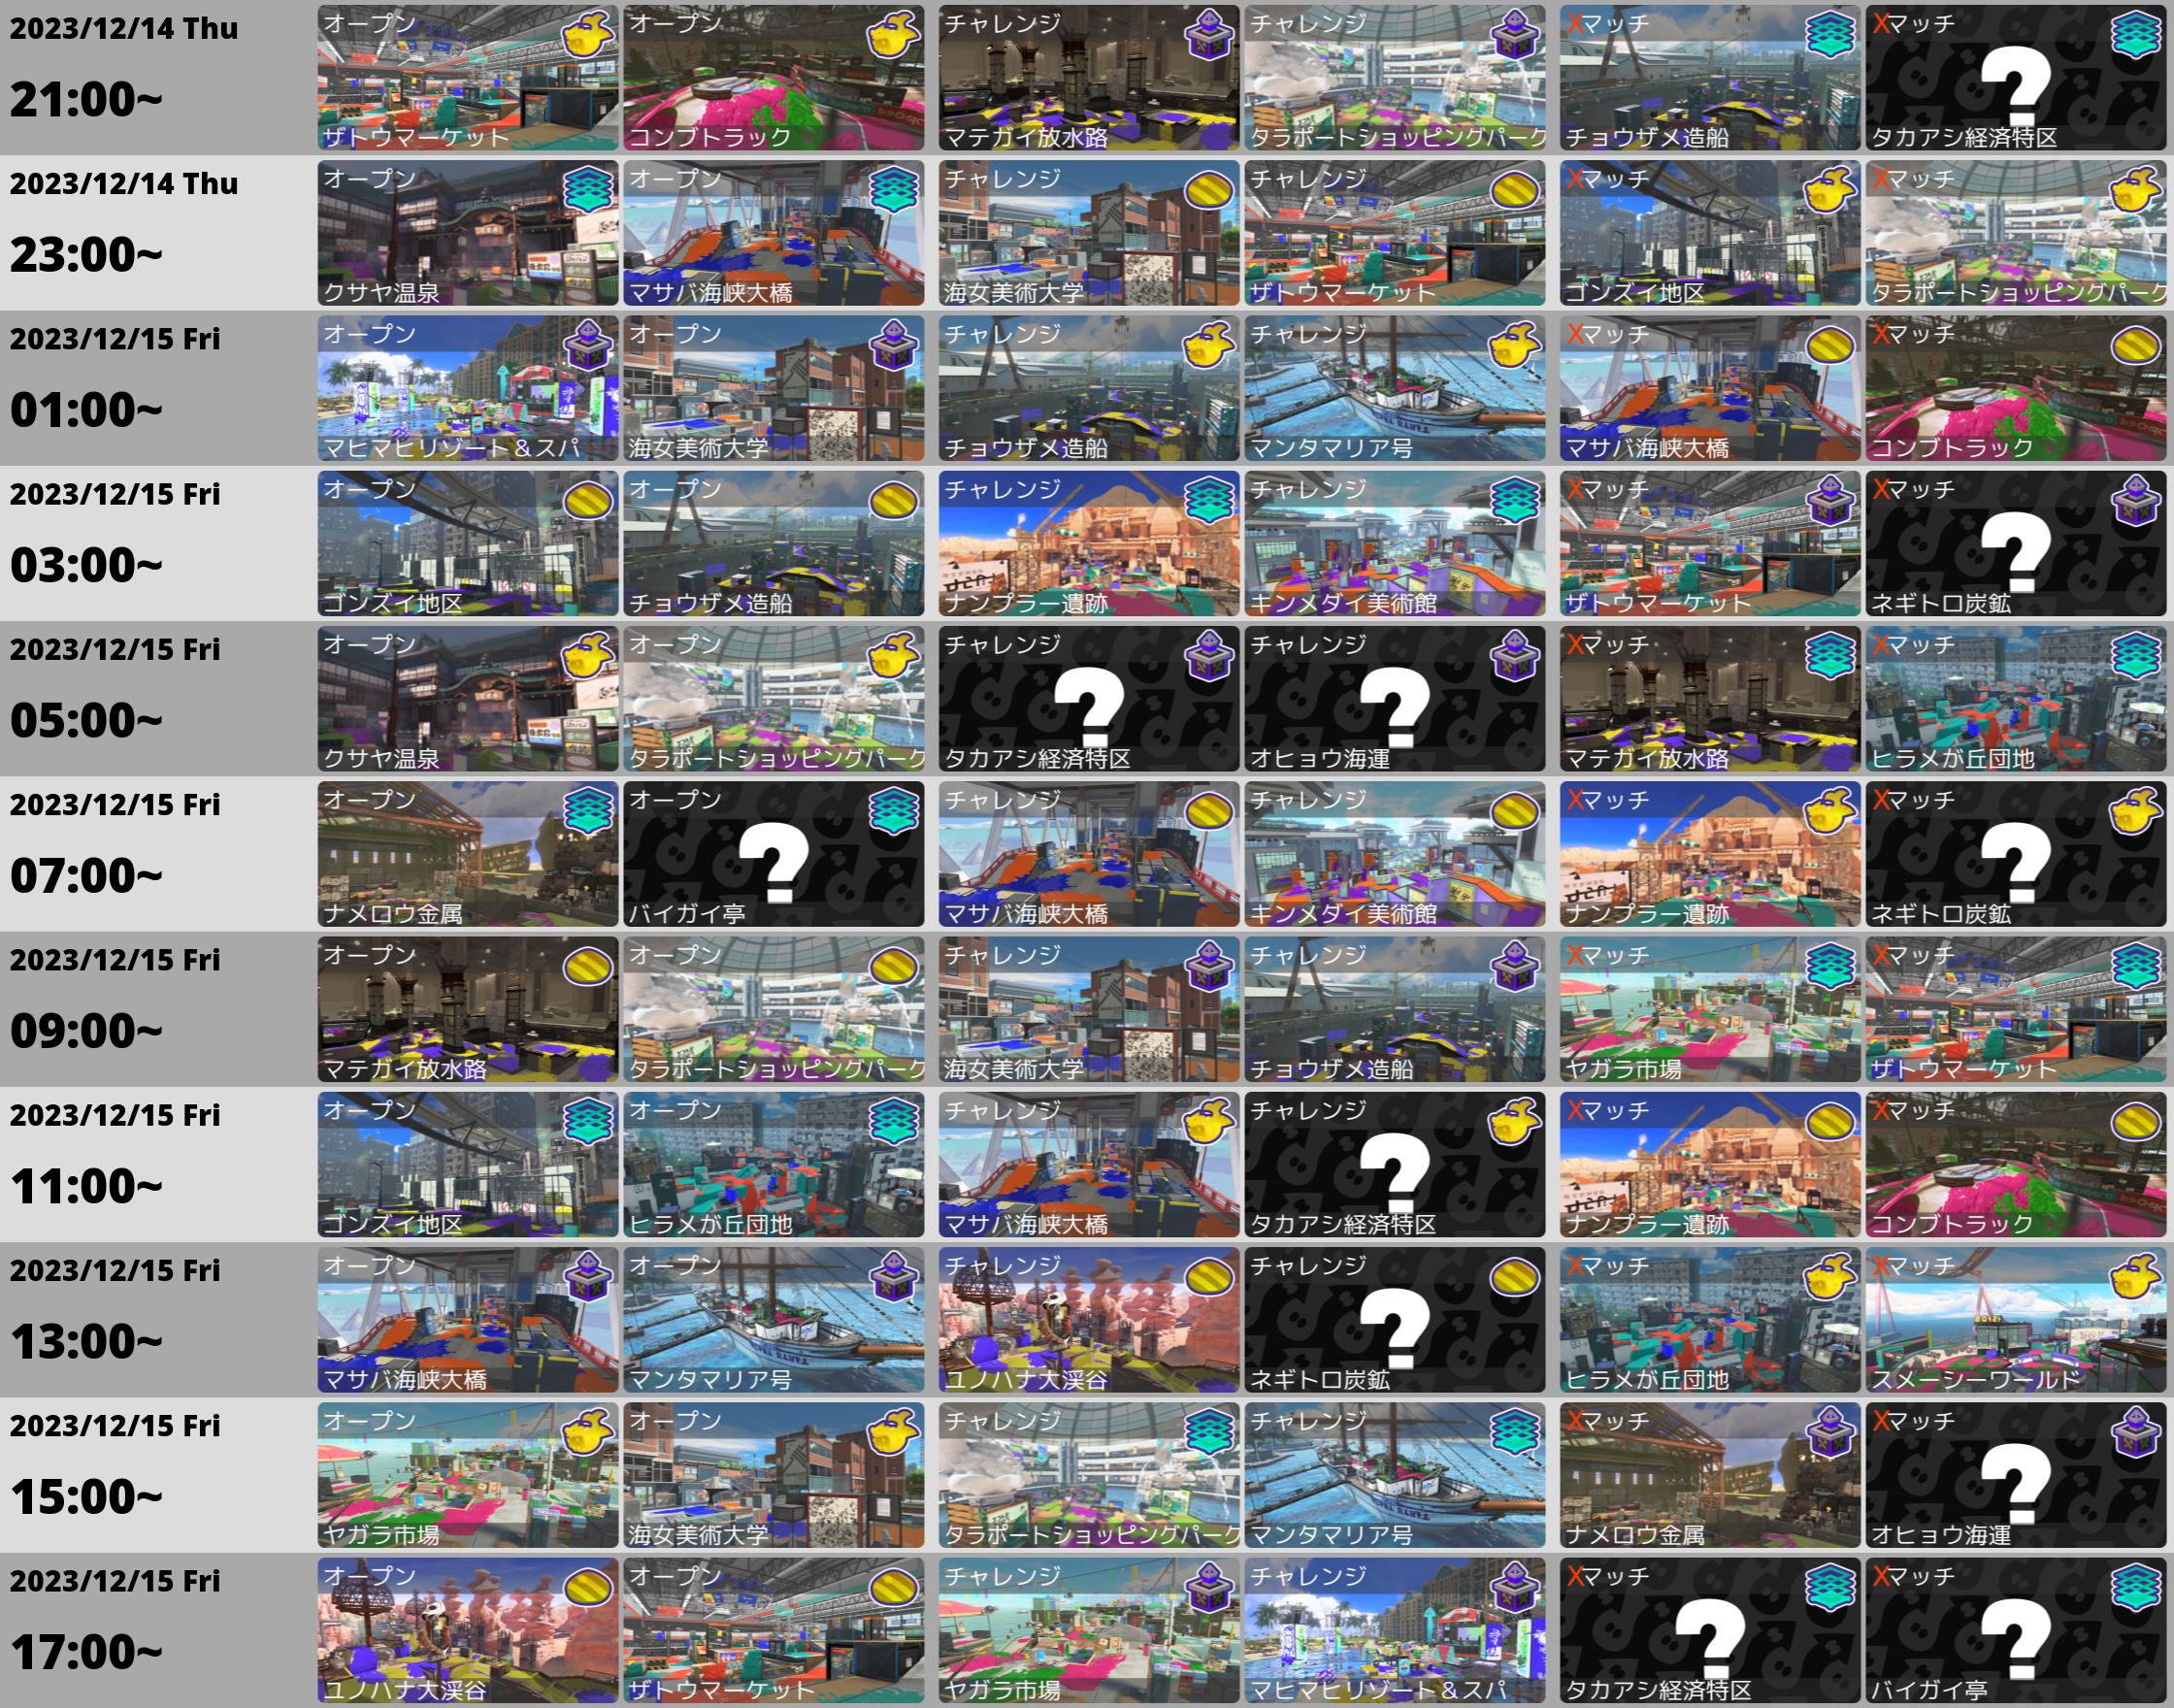 2023/12/14 Thu
21:00~
オープン
ザトウマーケット
オープン
コンブトラック
チャレンジ
マテガイ放水路
チャレンジ
タラポートショッピングパーク
Xマッチ
チョウザメ造船
Xマッチ
?
タカアシ経済特区
2023/12/14 Thu
23:00~
オープン
クサヤ温泉
オープン
マサバ海峡大橋
チャレンジ
海女美術大学
チャレンジ
ザトウマーケット
Xマッチ
ゴンズイ地区
Xマッチ
タラポートショッピングパーク
2023/12/15 Fri
01:00~
オープン
マヒマヒリゾート&スパ
オープン
海女美術大学
チャレンジ
チョウザメ造船
チャレンジ
マンタマリア号
Xマッチ
マサバ海峡大橋
Xマッチ
コンブトラック
2023/12/15 Fri
03:00~
オープン
ゴンズイ地区
オープン
チョウザメ造船
チャレンジ
ナンプラー遺跡
チャレンジ
キンメダイ美術館
Xマッチ
ザトウマーケット
Xマッチ
?
ネギトロ炭鉱
2023/12/15 Fri
05:00~
オープン
クサヤ温泉
オープン
タラポートショッピングパーク
チャレンジ
?
タカアシ経済特区
チャレンジ
?
オヒョウ海運
Xマッチ
マテガイ放水路
Xマッチ
ヒラメが丘団地
2023/12/15 Fri
07:00~
オープン
ナメロウ金属
オープン
?
バイガイ亭
チャレンジ
マサバ海峡大橋
チャレンジ
キンメダイ美術館
Xマッチ
ナンプラー遺跡
Xマッチ
?
ネギトロ炭鉱
2023/12/15 Fri
09:00~
オープン
マテガイ放水路
オープン
タラポートショッピングパーク
チャレンジ
海女美術大学
チャレンジ
チョウザメ造船
Xマッチ
ヤガラ市場
Xマッチ
ザトウマーケット
2023/12/15 Fri
11:00~
オープン
ゴンズイ地区
オープン
ヒラメが丘団地
チャレンジ
マサバ海峡大橋
チャレンジ
?
タカアシ経済特区
Xマッチ
ナンプラー遺跡
Xマッチ
コンブトラック
2023/12/15 Fri
13:00~
オープン
マサバ海峡大橋
オープン
マンタマリア号
チャレンジ
ユノハナ大渓谷
チャレンジ
?
ネギトロ炭鉱
Xマッチ
ヒラメが丘団地
Xマッチ
スメーシーワールド
2023/12/15 Fri
15:00~
オープン
ヤガラ市場
オープン
海女美術大学
チャレンジ
タラポートショッピングパーク
チャレンジ
マンタマリア号
Xマッチ
ナメロウ金属
Xマッチ
?
オヒョウ海運
2023/12/15 Fri
17:00~
オープン
ユノハナ大渓谷
オープン
ザトウマーケット
チャレンジ
ヤガラ市場
チャレンジ
マヒマヒリゾート&スパ
Xマッチ
?
タカアシ経済特区
Xマッチ
?
バイガイ亭